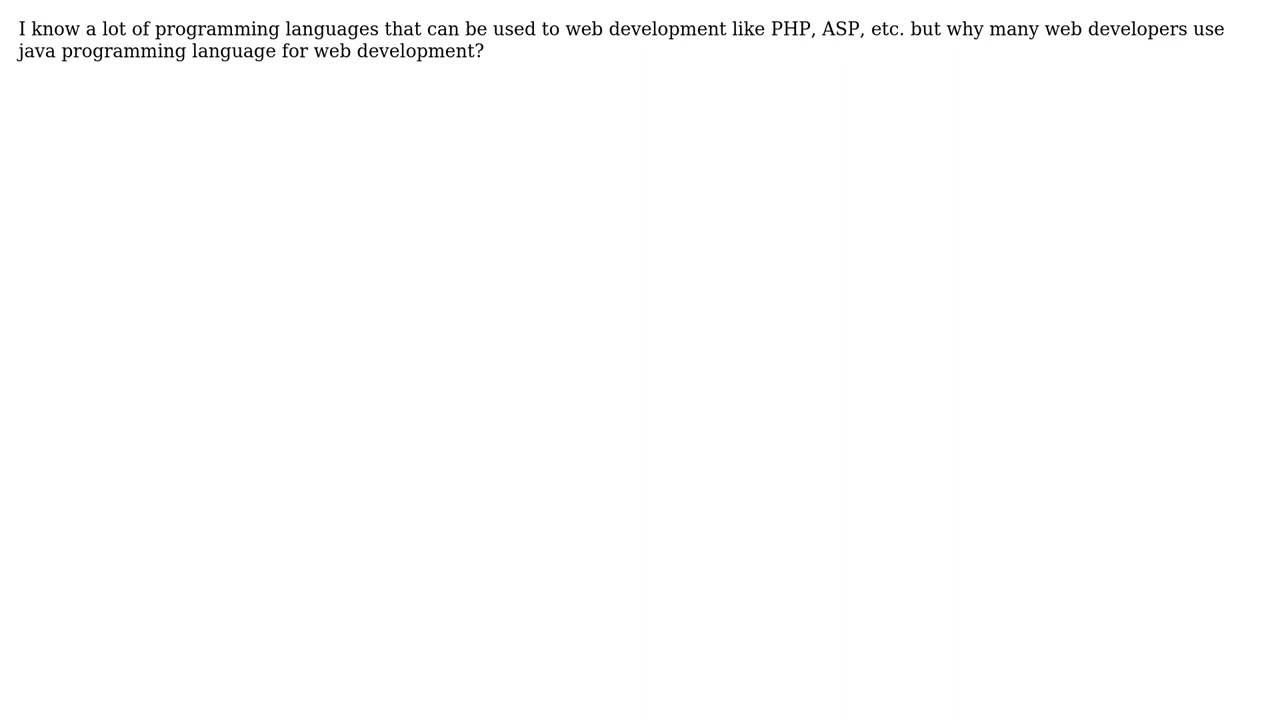 I know a lot of programming languages that can be used to web development like PHP, ASP, etc. but why many web developers use
java programming language for web development?